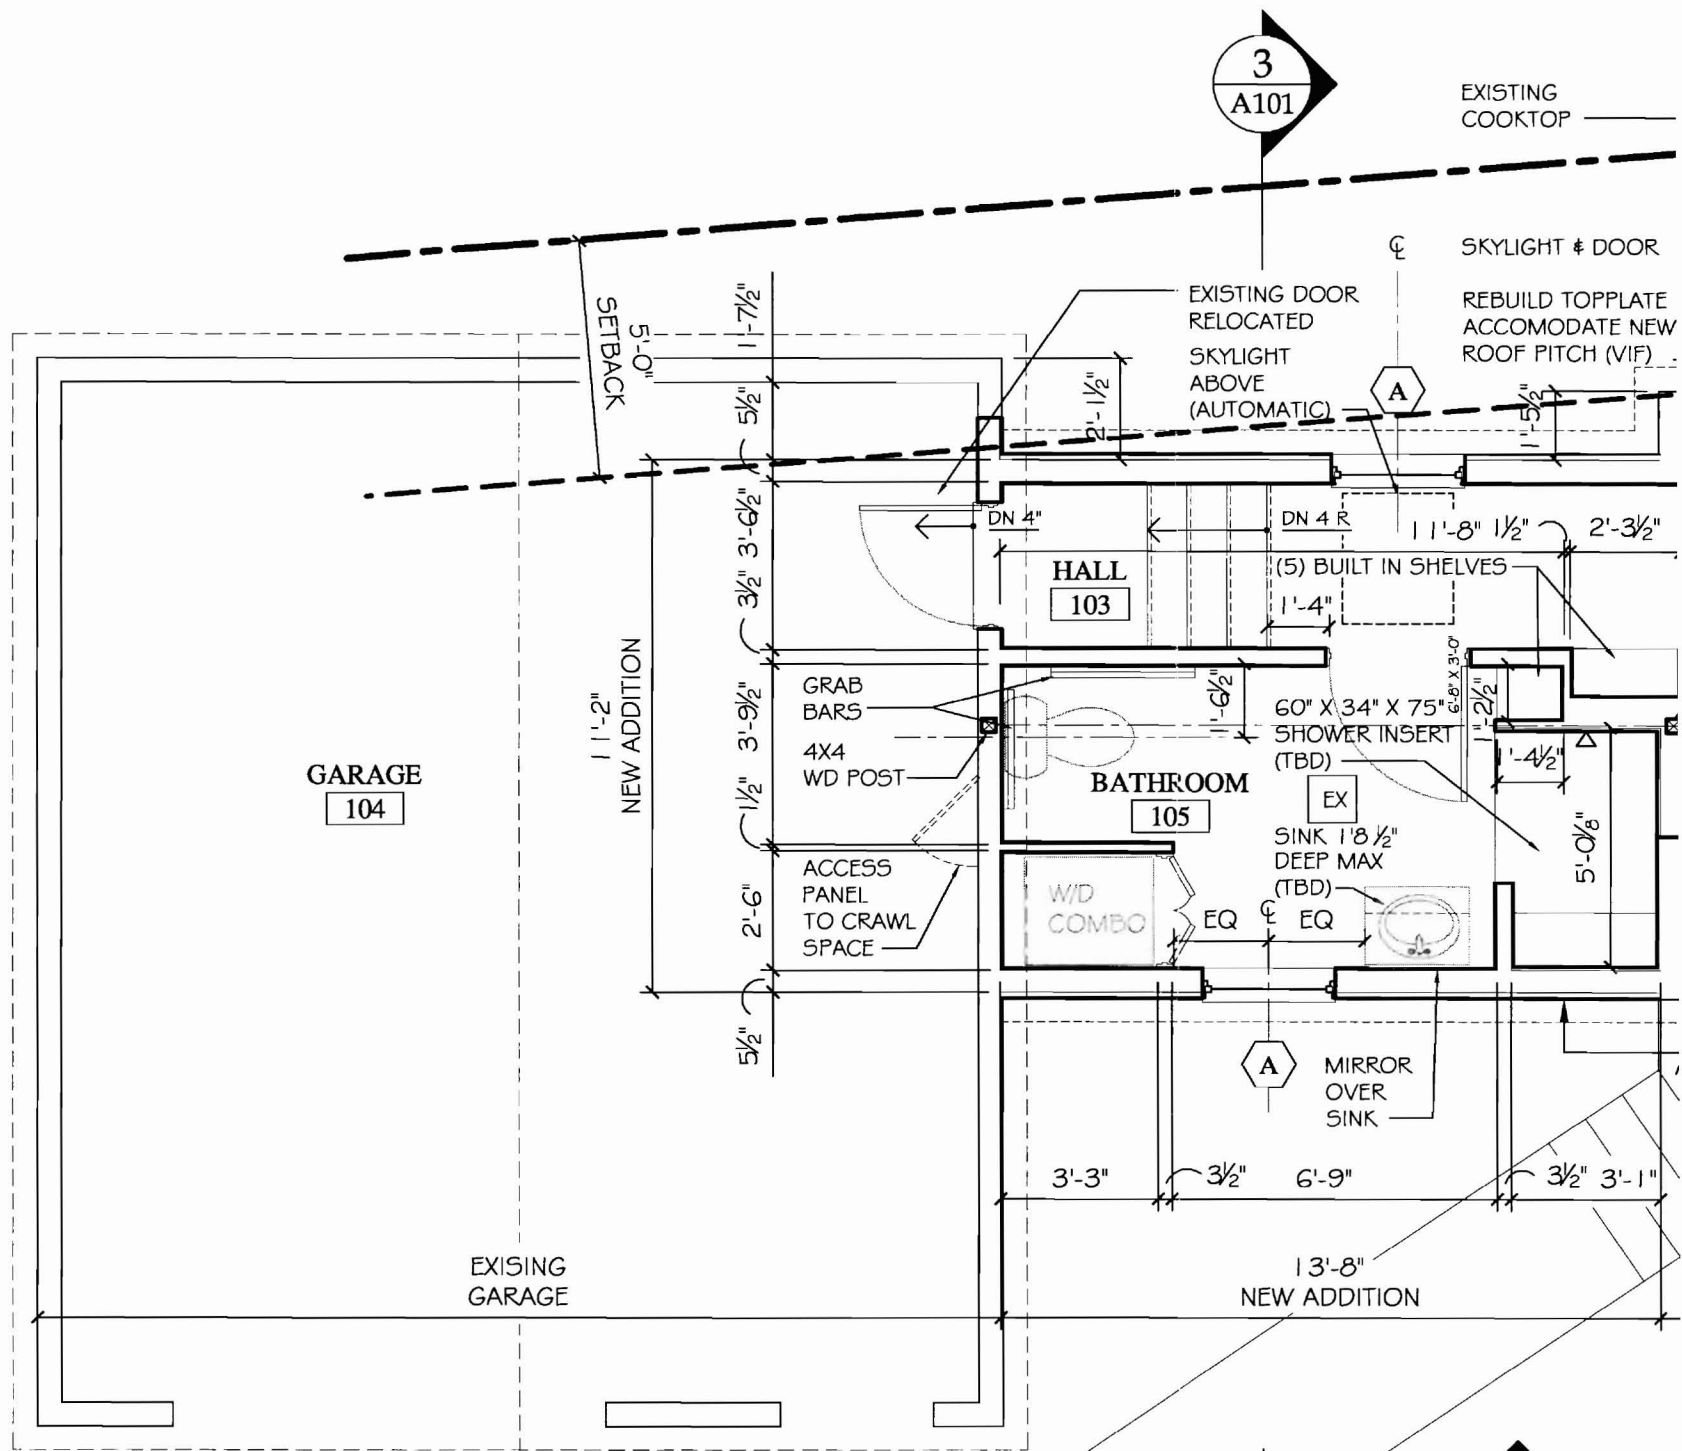 3
A101
EXISTING
COOKTOP
SKYLIGHT & DOOR
REBUILD TOPPLATE
ACCOMODATE NEW
ROOF PITCH (VIF)
EXISTING DOOR
RELOCATED
SKYLIGHT
ABOVE
(AUTOMATIC)
A
5'-0"
SETBACK
1'-7½"
5½"
3'-6½"
3½"
3'-9½"
1½"
2'-6"
5½"
11'-2"
NEW ADDITION
2'-1½"
1'-5½"
DN 4"
DN 4 R
11'-8"
1½"
2'-3½"
HALL
103
(5) BUILT IN SHELVES
1'-4"
GRAB
BARS
4X4
WD POST
1'-6½"
6'-8" X 3'-0"
1'-2½"
60" X 34" X 75"
SHOWER INSERT
(TBD)
1'-4½"
GARAGE
104
BATHROOM
105
EX
SINK 1'8 ½"
DEEP MAX
(TBD)
5'-0⅛"
ACCESS
PANEL
TO CRAWL
SPACE
W/D
COMBO
EQ
EQ
A
MIRROR
OVER
SINK
3'-3"
3½"
6'-9"
3½"
3'-1"
EXISING
GARAGE
13'-8"
NEW ADDITION